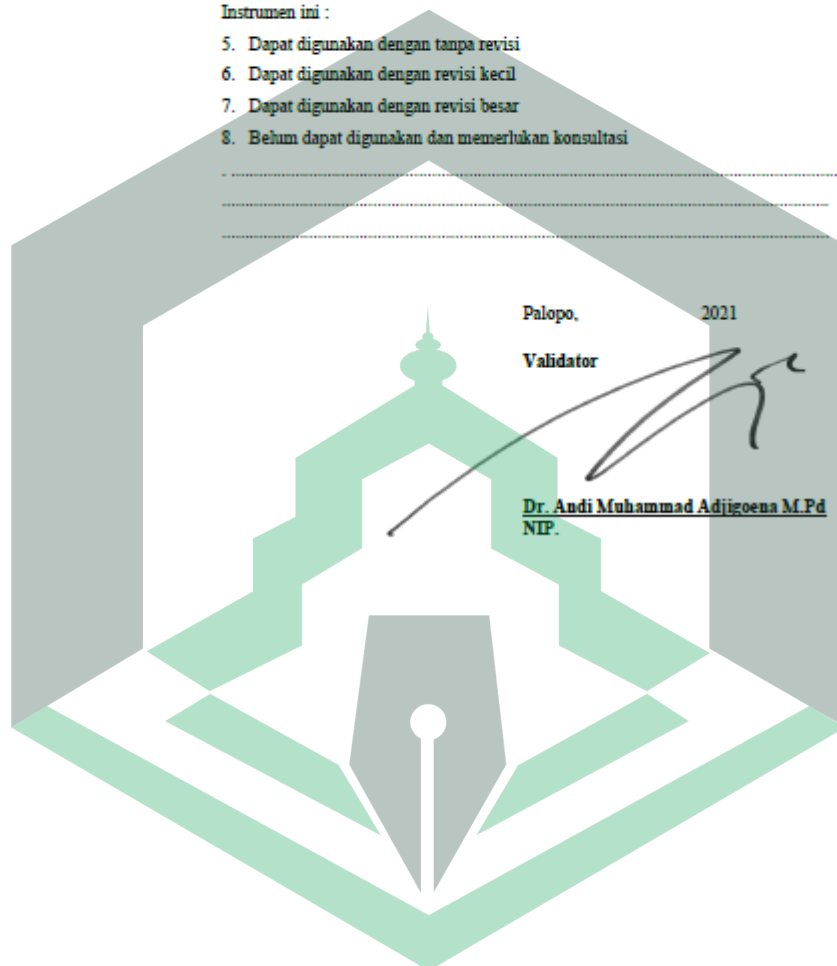 Instrumen ini :
5. Dapat digunakan dengan tanpa revisi
6. Dapat digunakan dengan revisi kecil
7. Dapat digunakan dengan revisi besar
8. Belum dapat digunakan dan memerlukan konsultasi
Palopo, 2021
Validator
Dr. Andi Muhammad Adjigoena M.Pd
NIP.